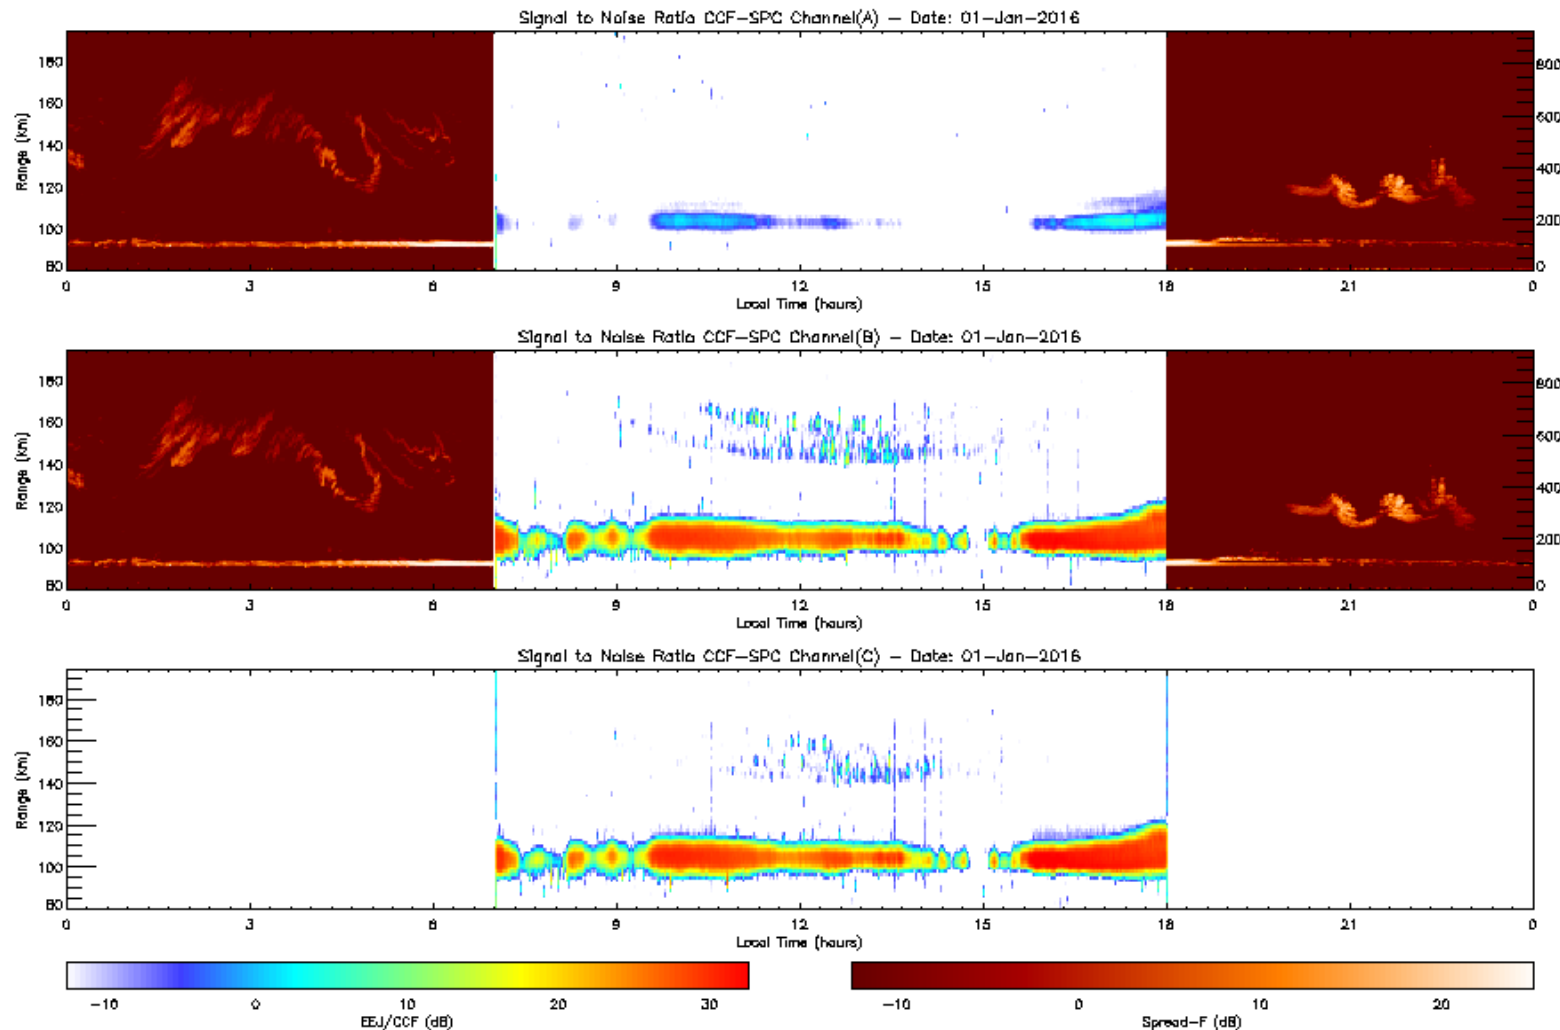 Signal to Noise Ratio CCF-SPC Channel(A) - Date: 01-Jan-2016
180
160
140
120
100
80
Range (km)
800
600
400
200
0
0 3 6 9 12 15 18 21 0
Local Time (hours)
Signal to Noise Ratio CCF-SPC Channel(B) - Date: 01-Jan-2016
180
160
140
120
100
80
Range (km)
800
600
400
200
0
0 3 6 9 12 15 18 21 0
Local Time (hours)
Signal to Noise Ratio CCF-SPC Channel(C) - Date: 01-Jan-2016
180
160
140
120
100
80
Range (km)
0 3 6 9 12 15 18 21 0
Local Time (hours)
-10 0 10 20 30
EEJ/CCF (dB)
-10 0 10 20
Spread-F (dB)